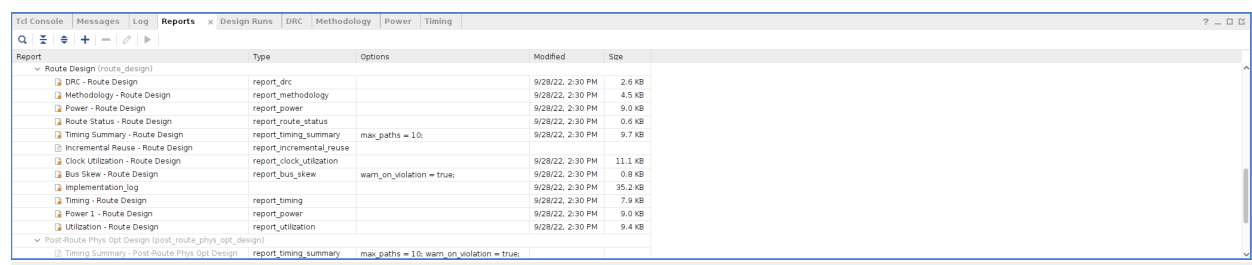 Tcl Console Messages Log Reports × Design Runs DRC Methodology Power Timing ? _
Report Type Options Modified Size
Route Design (route_design)
DRC - Route Design report_drc 9/28/22, 2:30 PM 2.6 KB
Methodology - Route Design report_methodology 9/28/22, 2:30 PM 4.5 KB
Power - Route Design report_power 9/28/22, 2:30 PM 9.0 KB
Route Status - Route Design report_route_status 9/28/22, 2:30 PM 0.6 KB
Timing Summary - Route Design report_timing_summary max_paths = 10; 9/28/22, 2:30 PM 9.7 KB
Incremental Reuse - Route Design report_incremental_reuse
Clock Utilization - Route Design report_clock_utilization 9/28/22, 2:30 PM 11.1 KB
Bus Skew - Route Design report_bus_skew warn_on_violation = true; 9/28/22, 2:30 PM 0.8 KB
implementation_log 9/28/22, 2:30 PM 35.2 KB
Timing - Route Design report_timing 9/28/22, 2:30 PM 7.9 KB
Power 1 - Route Design report_power 9/28/22, 2:30 PM 9.0 KB
Utilization - Route Design report_utilization 9/28/22, 2:30 PM 9.4 KB
Post-Route Phys Opt Design (post_route_phys_opt_design)
Timing Summary - Post-Route Phys Opt Design report_timing_summary max_paths = 10; warn_on_violation = true;